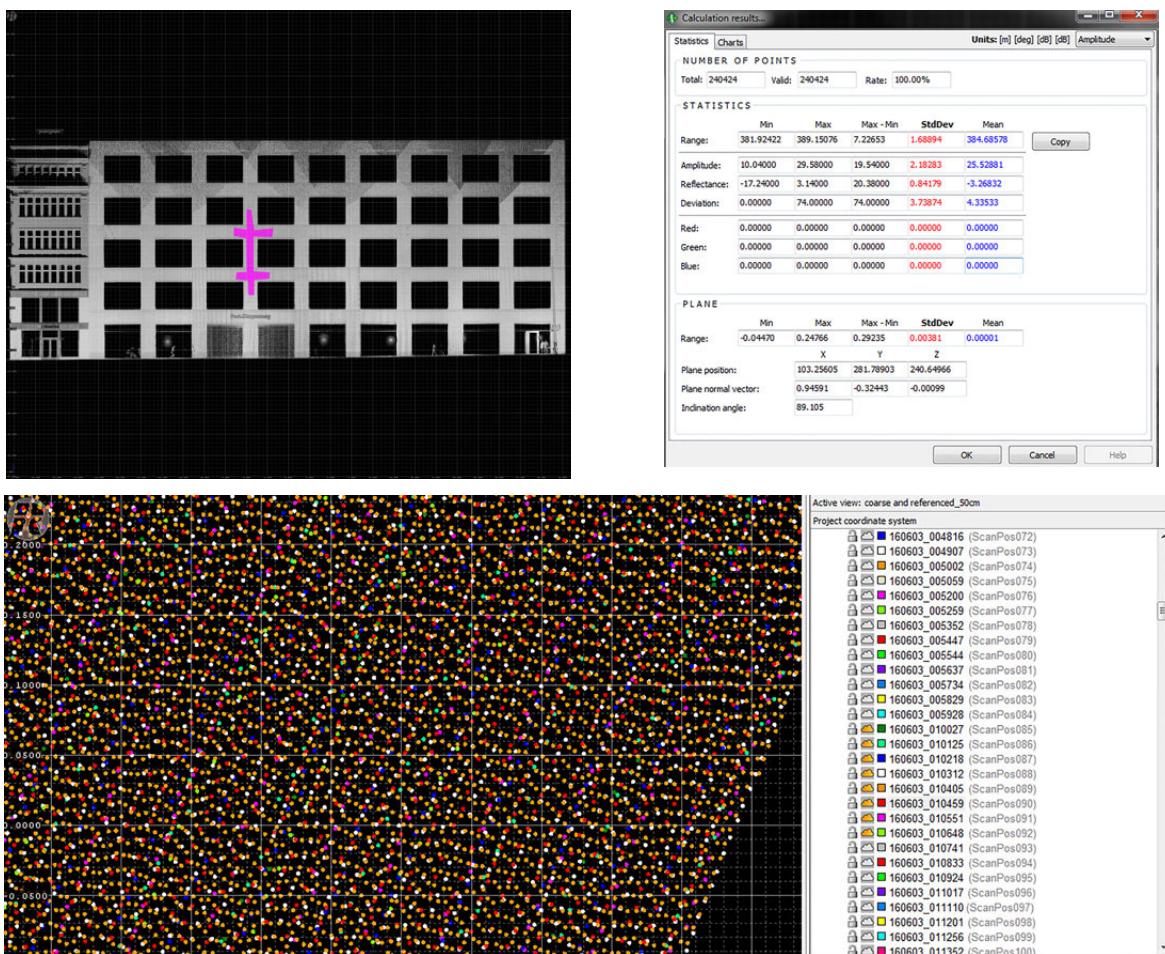 Calculation results...
Statistics Charts Units: [m] [deg] [dB] [dB] Amplitude
NUMBER OF POINTS
Total: 240424 Valid: 240424 Rate: 100.00%
STATISTICS
Min Max Max - Min StdDev Mean
Range: 381.92422 389.15076 7.22653 1.68894 384.68578
Copy
Amplitude: 10.04000 29.58000 19.54000 2.18283 25.52881
Reflectance: -17.24000 3.14000 20.38000 0.84179 -3.26832
Deviation: 0.00000 74.00000 74.00000 3.73874 4.33533
Red: 0.00000 0.00000 0.00000 0.00000 0.00000
Green: 0.00000 0.00000 0.00000 0.00000 0.00000
Blue: 0.00000 0.00000 0.00000 0.00000 0.00000
PLANE
Min Max Max - Min StdDev Mean
Range: -0.04470 0.24766 0.29235 0.00381 0.00001
X Y Z
Plane position: 103.25605 281.78903 240.64966
Plane normal vector: 0.94591 -0.32443 -0.00099
Inclination angle: 89.105
OK Cancel Help
0.2000
0.1500
0.1000
0.0500
0.0000
-0.0500
Active view: coarse and referenced_50cm
Project coordinate system
160603_004816 (ScanPos072)
160603_004907 (ScanPos073)
160603_005002 (ScanPos074)
160603_005059 (ScanPos075)
160603_005200 (ScanPos076)
160603_005259 (ScanPos077)
160603_005352 (ScanPos078)
160603_005447 (ScanPos079)
160603_005544 (ScanPos080)
160603_005637 (ScanPos081)
160603_005734 (ScanPos082)
160603_005829 (ScanPos083)
160603_005928 (ScanPos084)
160603_010027 (ScanPos085)
160603_010125 (ScanPos086)
160603_010218 (ScanPos087)
160603_010312 (ScanPos088)
160603_010405 (ScanPos089)
160603_010459 (ScanPos090)
160603_010551 (ScanPos091)
160603_010648 (ScanPos092)
160603_010741 (ScanPos093)
160603_010833 (ScanPos094)
160603_010924 (ScanPos095)
160603_011017 (ScanPos096)
160603_011110 (ScanPos097)
160603_011201 (ScanPos098)
160603_011256 (ScanPos099)
160603_011352 (ScanPos100)